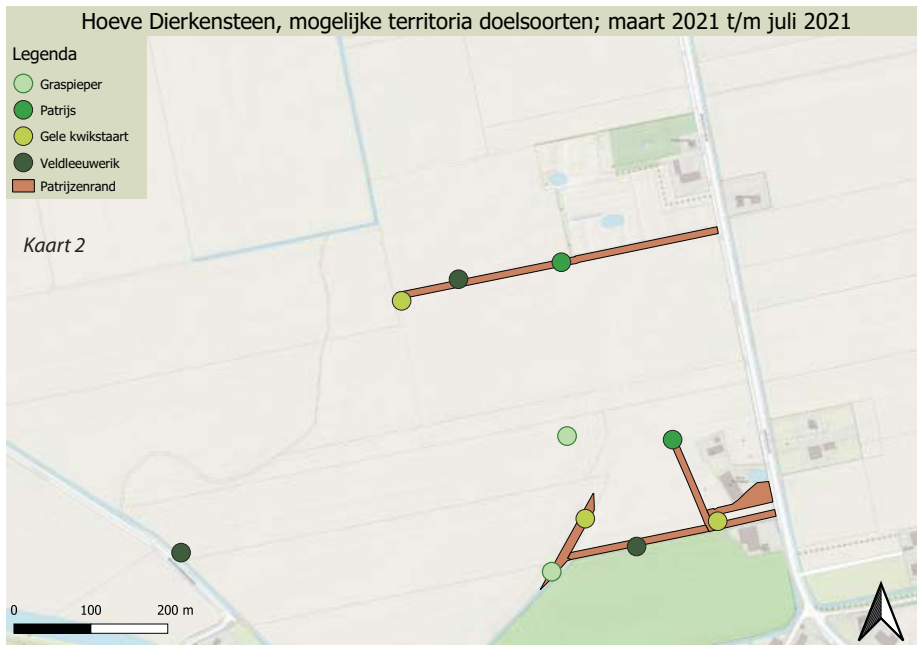 Hoeve Dierkensteen, mogelijke territoria doelsoorten; maart 2021 t/m juli 2021
Legenda
Graspieper
Patrijs
Gele kwikstaart
Veldleeuwerik
Patrijzenrand
Kaart 2
0 100 200 m